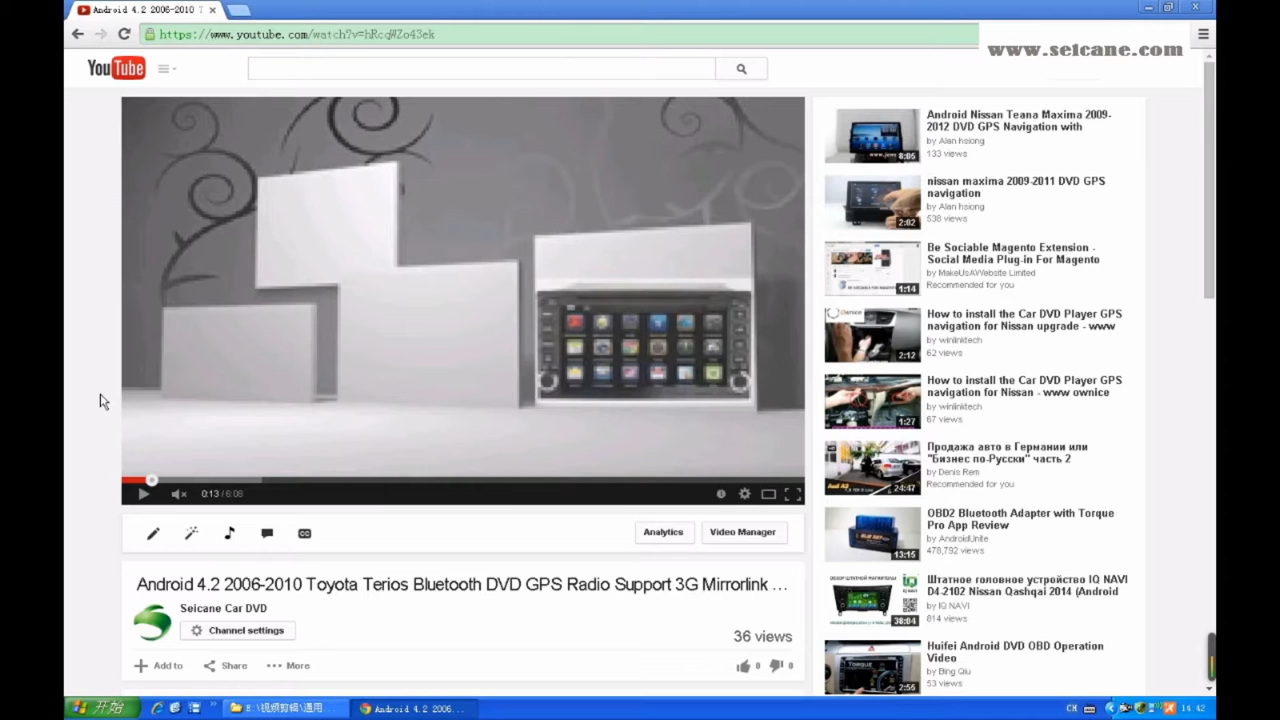 Android 4.2 2006-2010 T
https://www.youtube.com/watch?v=hRcqWZo43ek
www.seicane.com
YouTube
Android Nissan Teana Maxima 2009-
2012 DVD GPS Navigation with
by Alan hsiong
133 views
8:05
nissan maxima 2009-2011 DVD GPS
navigation
by Alan hsiong
538 views
2:02
Be Sociable Magento Extension -
Social Media Plug-in For Magento
by MakeUsAWebsite Limited
Recommended for you
1:14
Ownice
How to install the Car DVD Player GPS
navigation for Nissan upgrade - www
by winlinktech
62 views
2:12
How to install the Car DVD Player GPS
navigation for Nissan - www ownice
by winlinktech
67 views
1:27
Продажа авто в Германии или
"Бизнес по-Русски" часть 2
by Denis Rem
Recommended for you
24:47
OBD2 Bluetooth Adapter with Torque
Pro App Review
by AndroidUnite
478,792 views
13:15
Штатное головное устройство IQ NAVI
D4-2102 Nissan Qashqai 2014 (Android
by IQ NAVI
814 views
38:04
Huifei Android DVD OBD Operation
Video
by Bing Qiu
53 views
2:55
0:13 / 6:08
Analytics
Video Manager
Android 4.2 2006-2010 Toyota Terios Bluetooth DVD GPS Radio Support 3G Mirrorlink ...
Seicane Car DVD
Channel settings
36 views
Add to
Share
More
0
0
开始
E:\视频剪辑\通用...
Android 4.2 2006...
CH
14:42